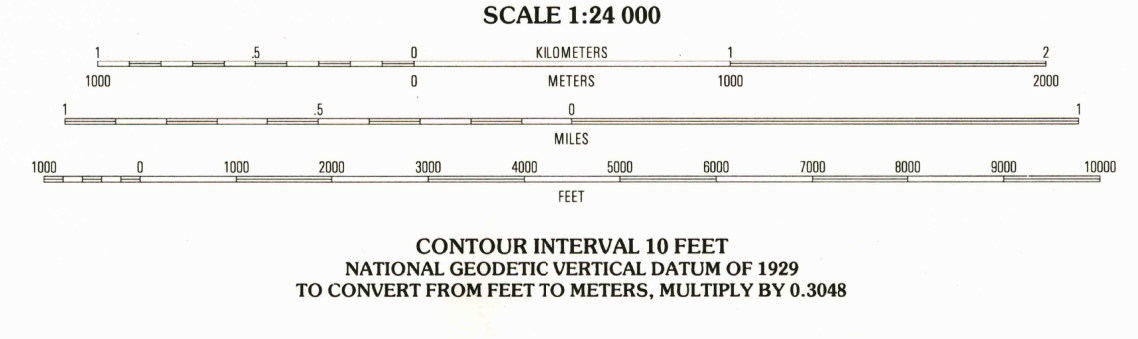 SCALE 1:24 000
1 .5 0 KILOMETERS 1 2
1000 0 METERS 1000 2000
1 .5 0 1
MILES
1000 0 1000 2000 3000 4000 5000 6000 7000 8000 9000 10000
FEET
CONTOUR INTERVAL 10 FEET
NATIONAL GEODETIC VERTICAL DATUM OF 1929
TO CONVERT FROM FEET TO METERS, MULTIPLY BY 0.3048